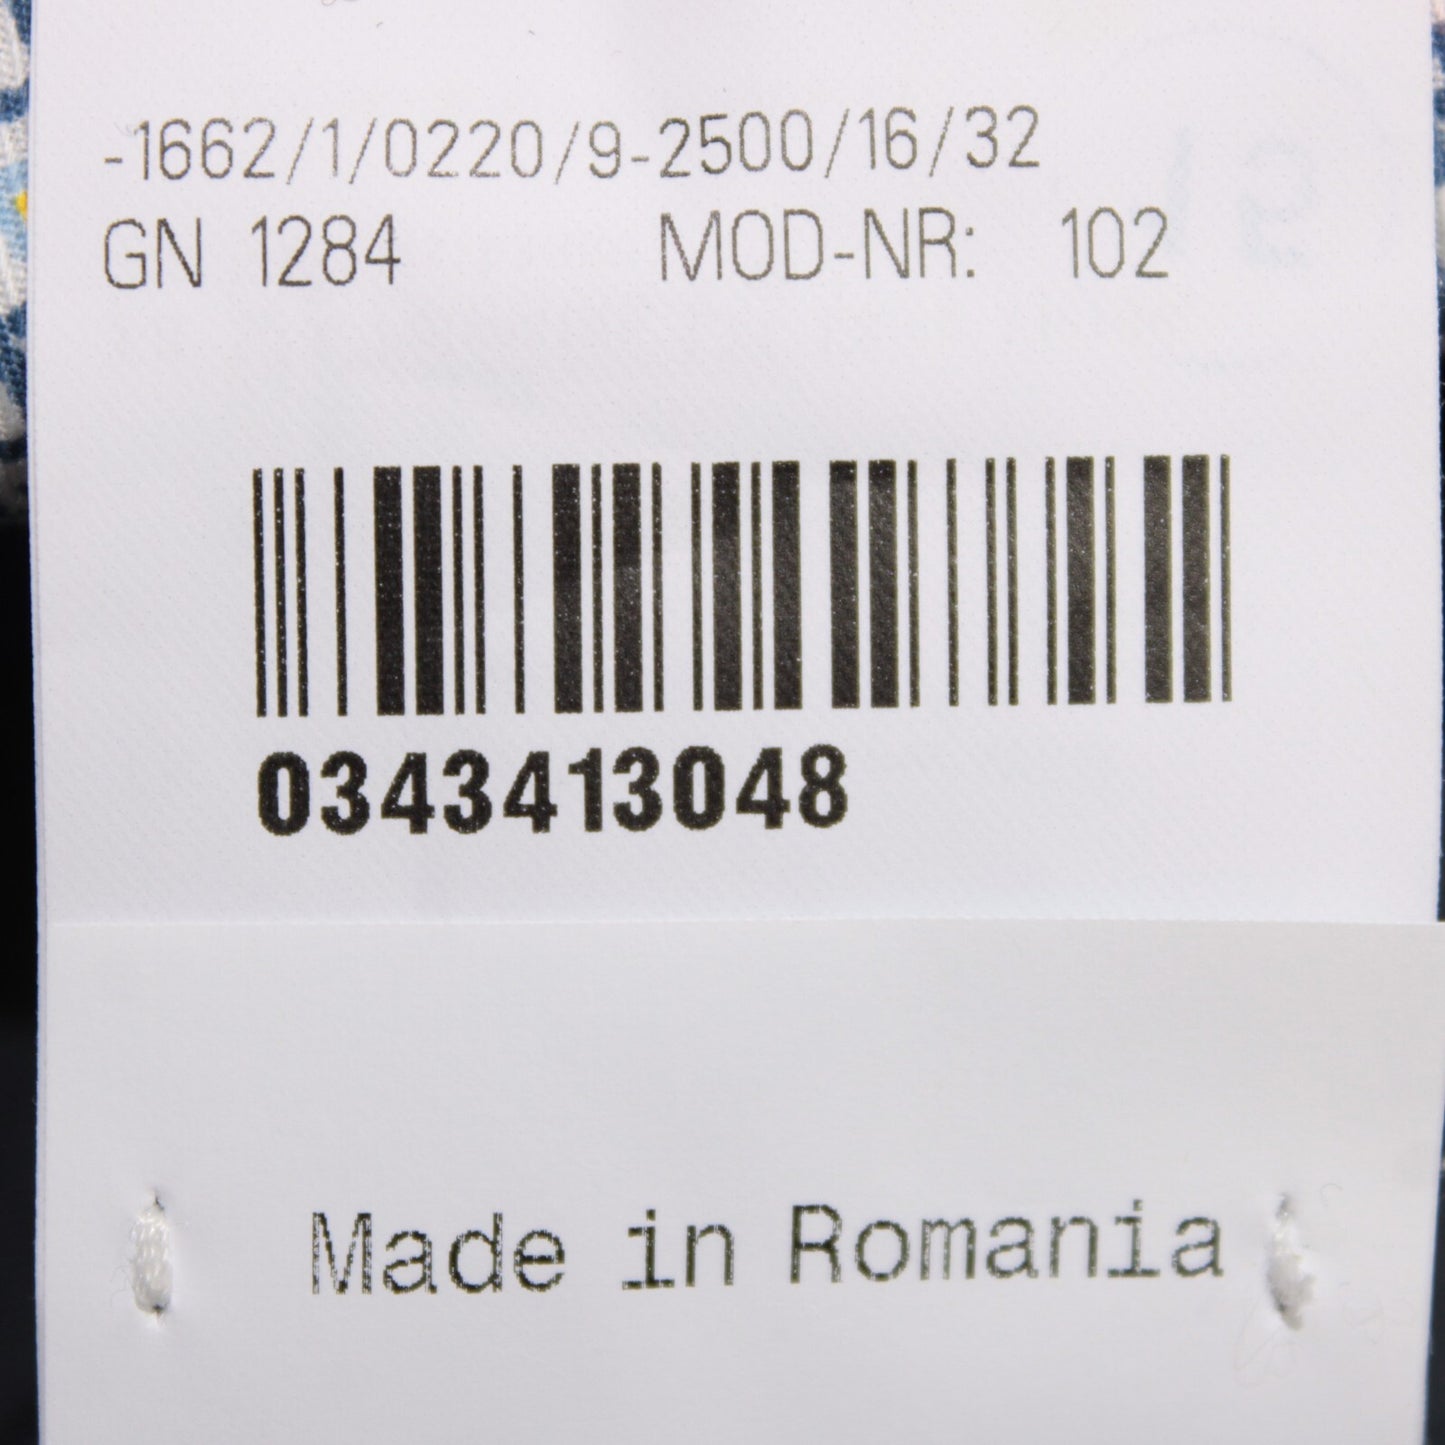 -1662/1/0220/9-2500/16/32
GN 1284 MOD-NR: 102
0343413048
Made in Romania